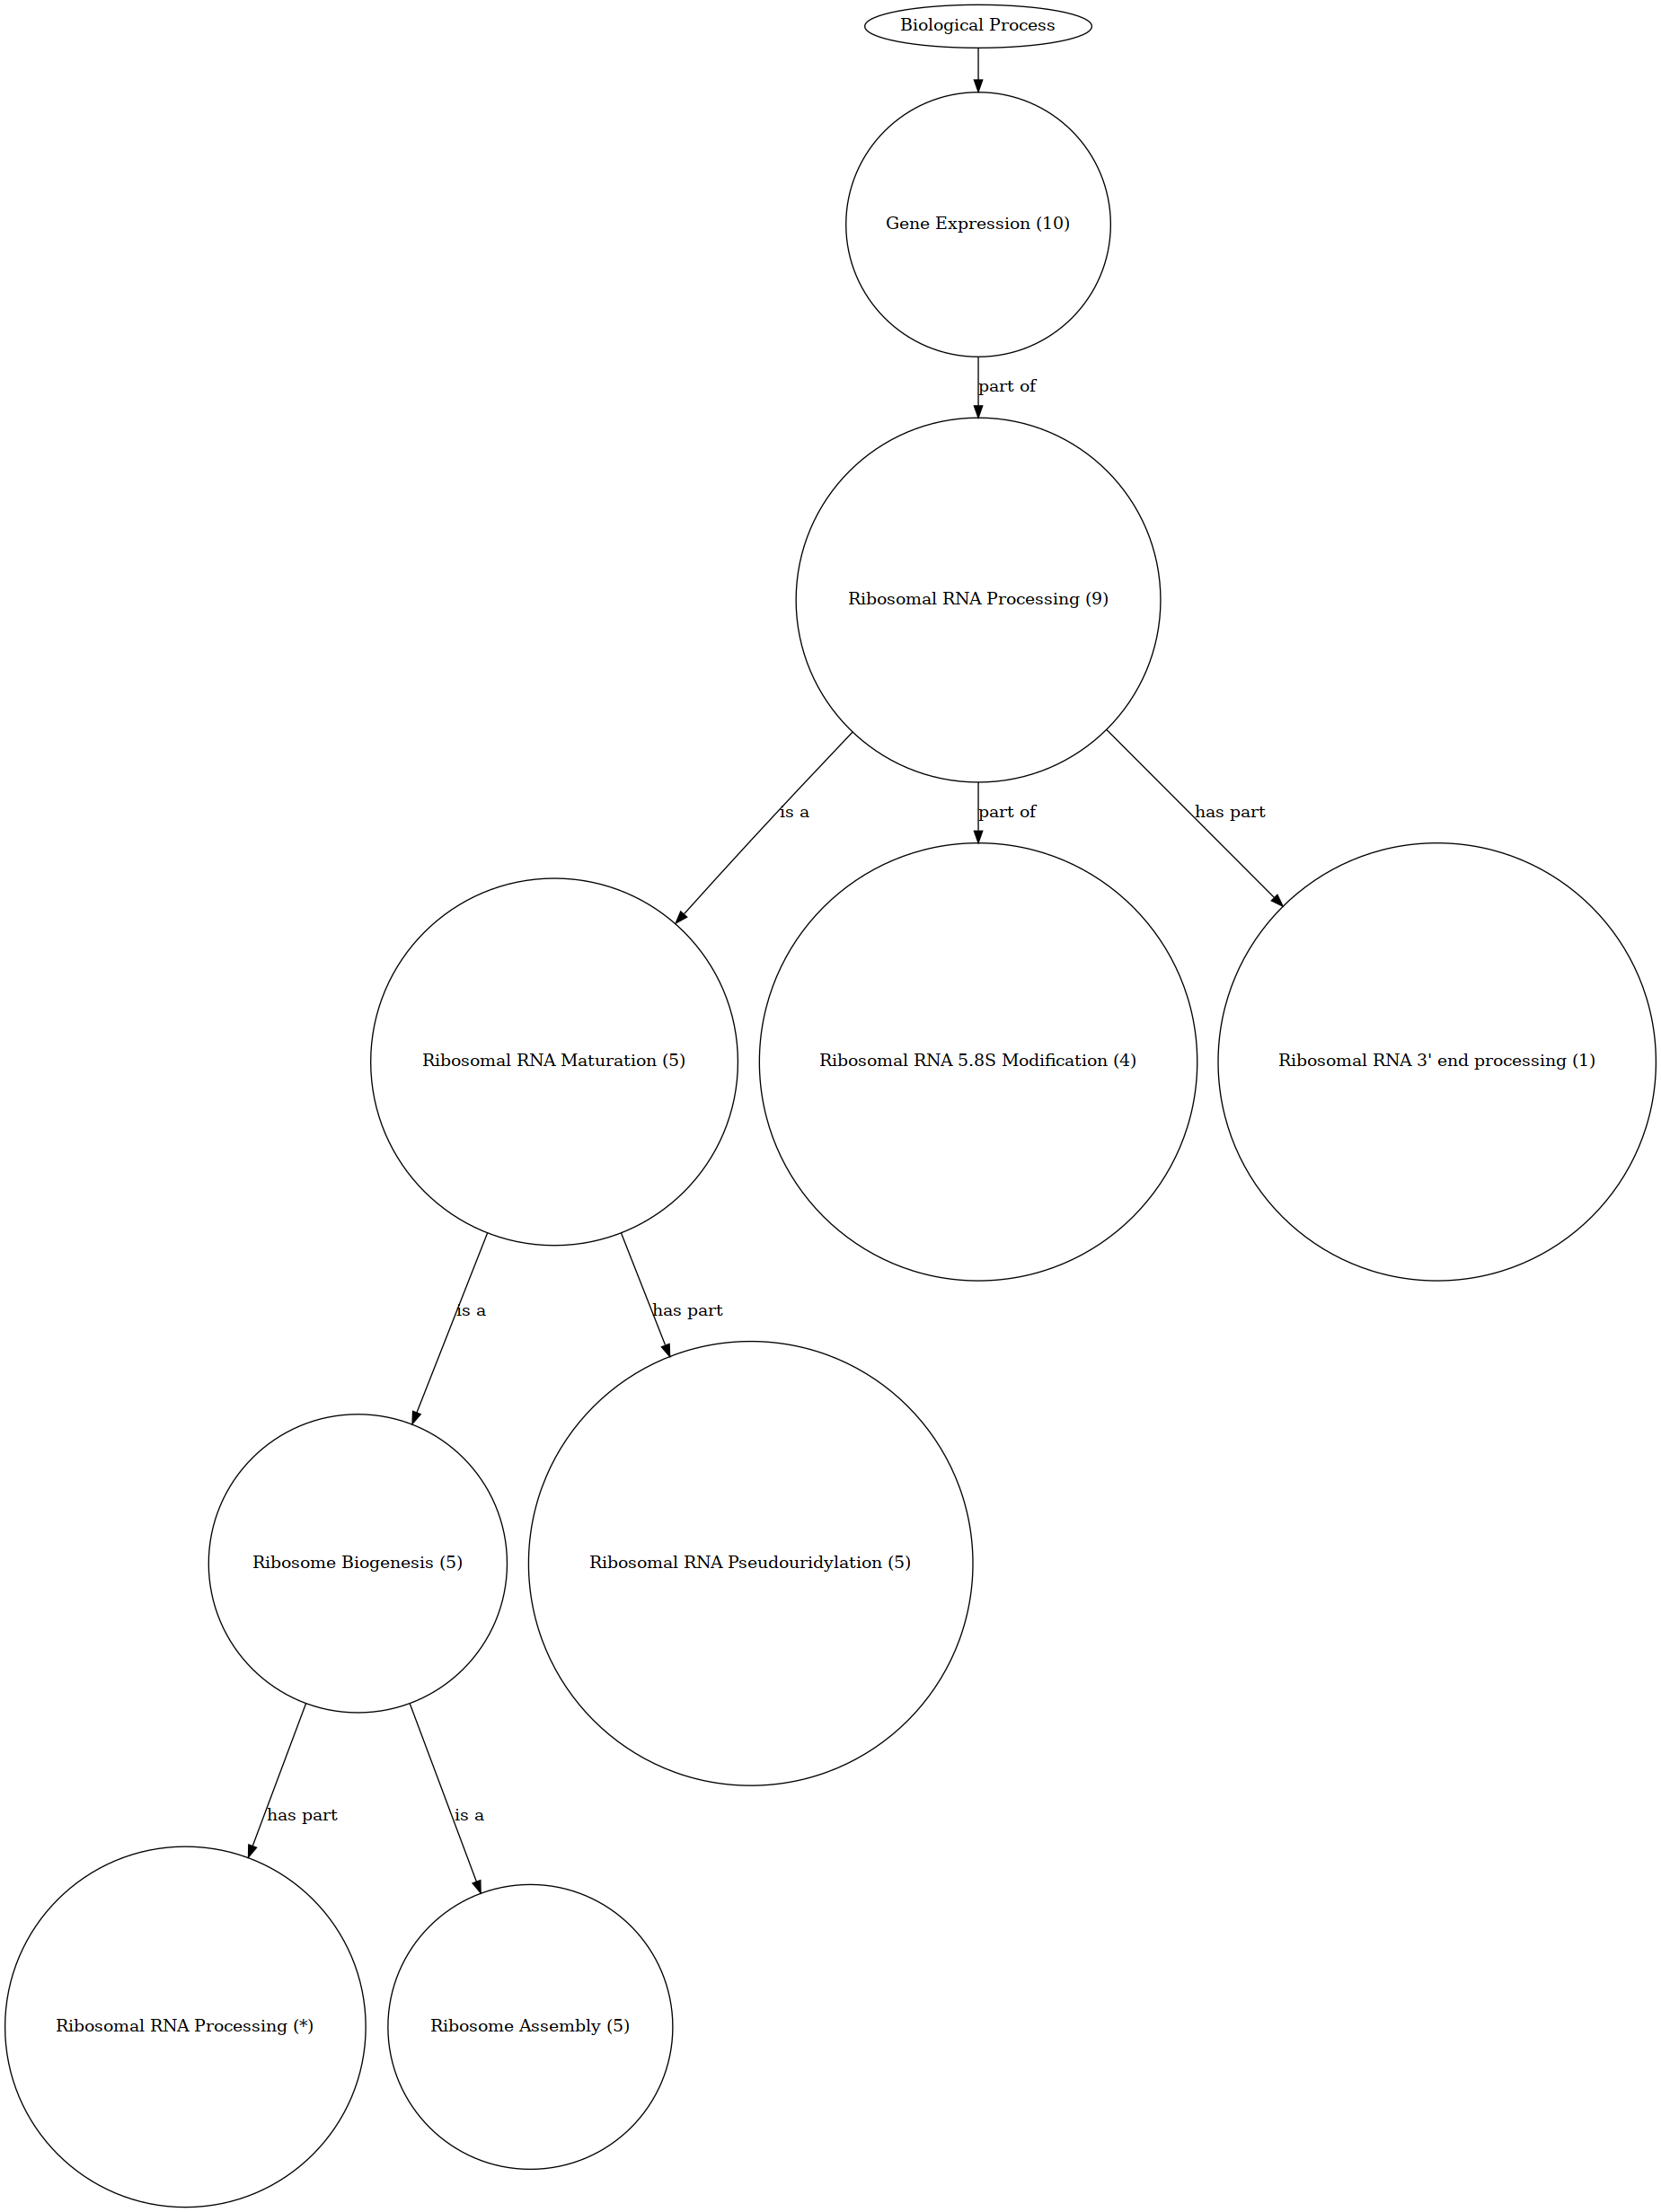 Biological Process
Gene Expression (10)
part of
Ribosomal RNA Processing (9)
is a
part of
has part
Ribosomal RNA Maturation (5)
Ribosomal RNA 5.8S Modification (4)
Ribosomal RNA 3' end processing (1)
is a
has part
Ribosome Biogenesis (5)
Ribosomal RNA Pseudouridylation (5)
has part
is a
Ribosomal RNA Processing (*)
Ribosome Assembly (5)